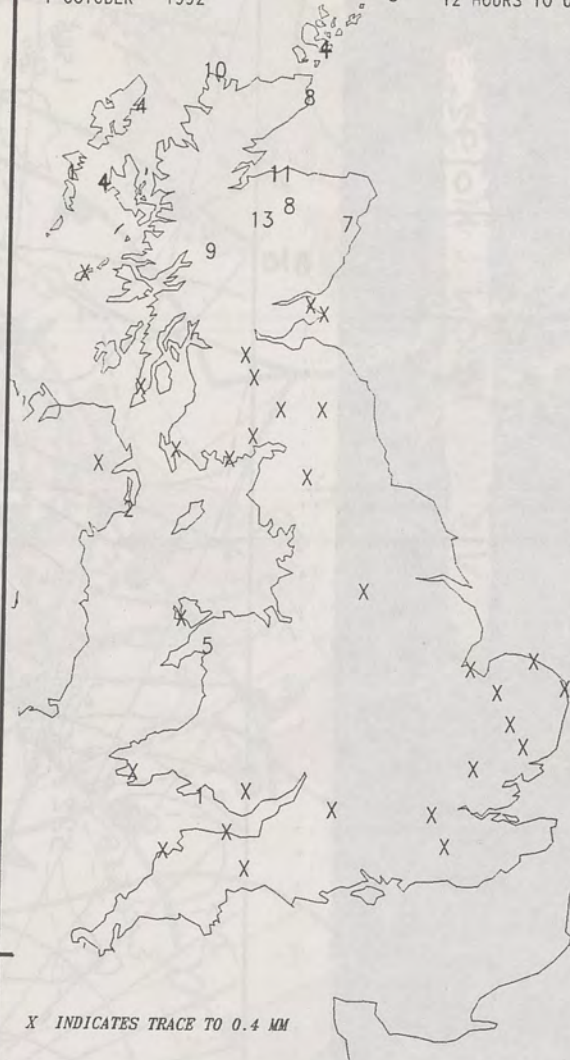 OCTOBER 1992 12 HOURS TO
4
10
4 8
11
4
8
13 7
9
X
X
X
X
X
X
X X
X
X
X X
X
2
X
X
5
X
X
X
X
X
X
X X
1 X
X X
X
X X
X
X INDICATES TRACE TO 0.4 MM